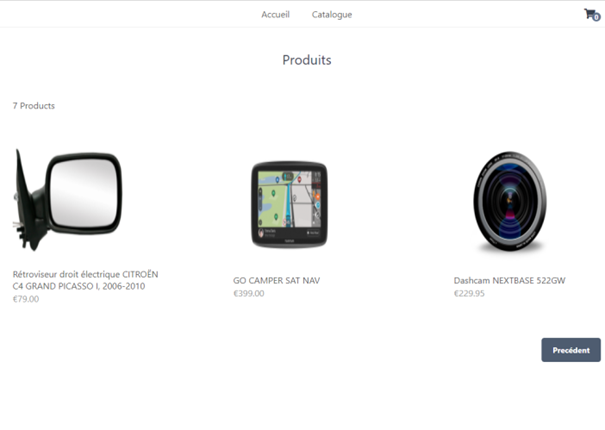 Accueil Catalogue
0
Produits
7 Products
Rétroviseur droit électrique CITROËN
C4 GRAND PICASSO I, 2006-2010
€79.00
GO CAMPER SAT NAV
€399.00
Dashcam NEXTBASE 522GW
€229.95
Precédent